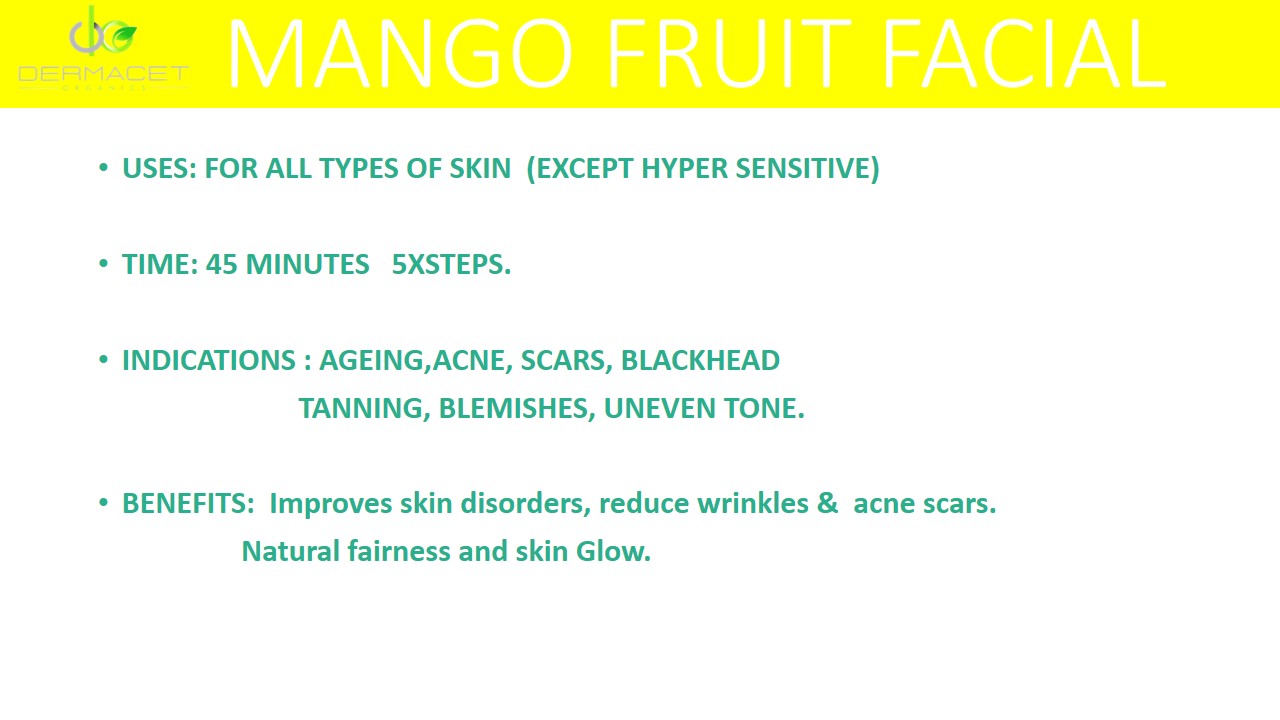 MANGO FRUIT FACIAL
DERMACET
ORGANICS
• USES: FOR ALL TYPES OF SKIN (EXCEPT HYPER SENSITIVE)
• TIME: 45 MINUTES 5XSTEPS.
• INDICATIONS : AGEING,ACNE, SCARS, BLACKHEAD
TANNING, BLEMISHES, UNEVEN TONE.
• BENEFITS: Improves skin disorders, reduce wrinkles & acne scars.
Natural fairness and skin Glow.